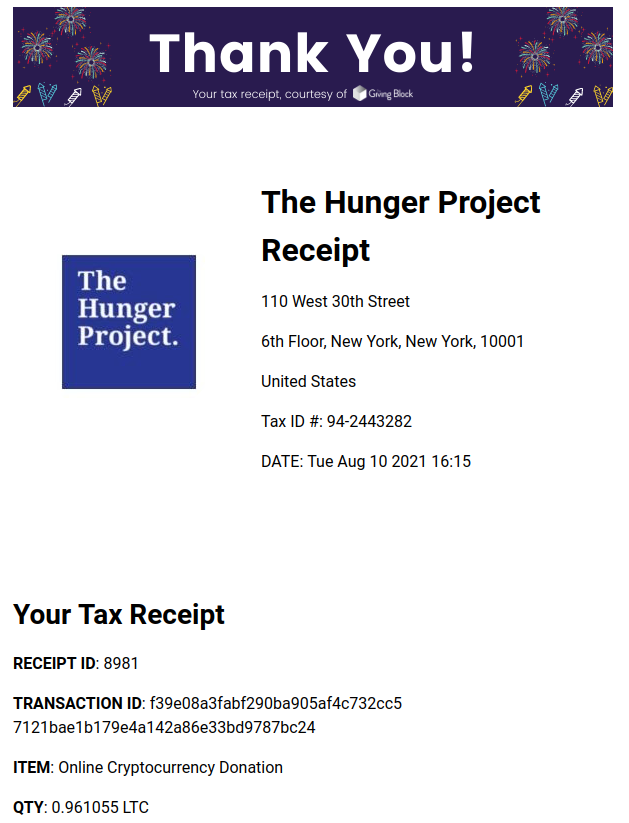 Thank You!
Your tax receipt, courtesy of Giving Block
The Hunger Project
Receipt
The
Hunger
Project.
110 West 30th Street
6th Floor, New York, New York, 10001
United States
Tax ID #: 94-2443282
DATE: Tue Aug 10 2021 16:15
Your Tax Receipt
RECEIPT ID: 8981
TRANSACTION ID: f39e08a3fabf290ba905af4c732cc5
7121bae1b179e4a142a86e33bd9787bc24
ITEM: Online Cryptocurrency Donation
QTY: 0.961055 LTC